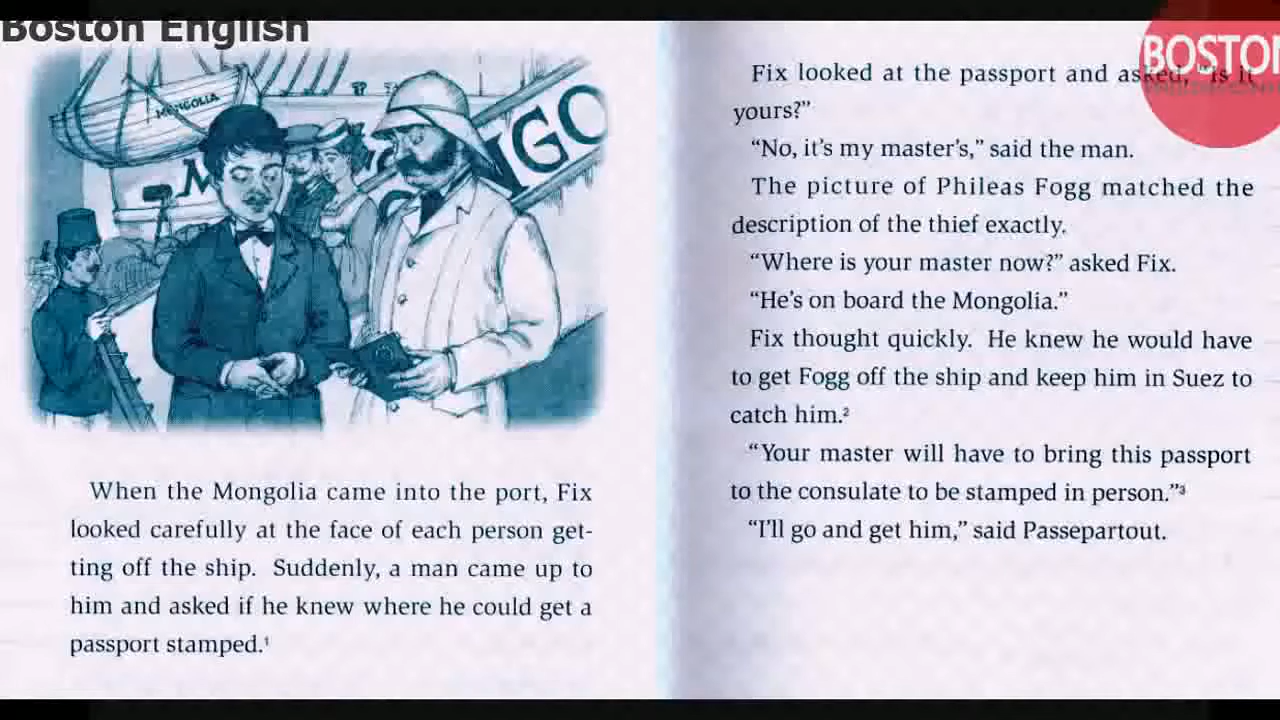 Boston English
BOSTON
MONGOLIA
NGO
When the Mongolia came into the port, Fix
looked carefully at the face of each person get-
ting off the ship. Suddenly, a man came up to
him and asked if he knew where he could get a
passport stamped.¹
Fix looked at the passport and asked, “Is it
yours?”
“No, it’s my master’s,” said the man.
The picture of Phileas Fogg matched the
description of the thief exactly.
“Where is your master now?” asked Fix.
“He’s on board the Mongolia.”
Fix thought quickly. He knew he would have
to get Fogg off the ship and keep him in Suez to
catch him.²
“Your master will have to bring this passport
to the consulate to be stamped in person.”³
“I’ll go and get him,” said Passepartout.